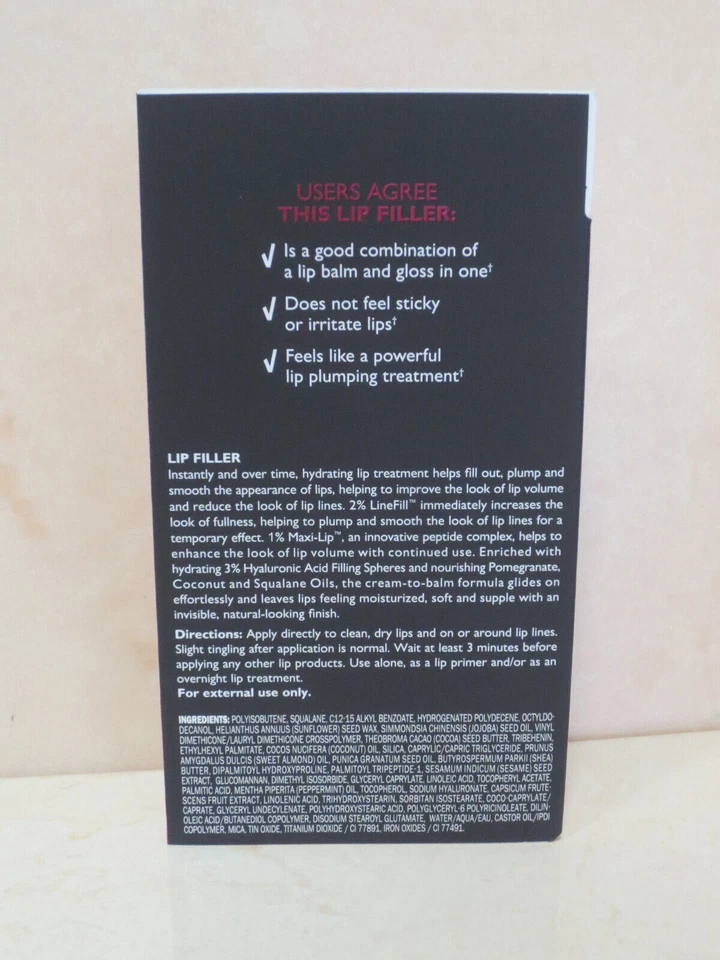 USERS AGREE
THIS LIP FILLER:
√ Is a good combination of
a lip balm and gloss in one†
√ Does not feel sticky
or irritate lips†
√ Feels like a powerful
lip plumping treatment†
LIP FILLER
Instantly and over time, hydrating lip treatment helps fill out, plump and
smooth the appearance of lips, helping to improve the look of lip volume
and reduce the look of lip lines. 2% LineFill™ immediately increases the
look of fullness, helping to plump and smooth the look of lip lines for a
temporary effect. 1% Maxi-Lip™, an innovative peptide complex, helps to
enhance the look of lip volume with continued use. Enriched with
hydrating 3% Hyaluronic Acid Filling Spheres and nourishing Pomegranate,
Coconut and Squalane Oils, the cream-to-balm formula glides on
effortlessly and leaves lips feeling moisturized, soft and supple with an
invisible, natural-looking finish.
Directions: Apply directly to clean, dry lips and on or around lip lines.
Slight tingling after application is normal. Wait at least 3 minutes before
applying any other lip products. Use alone, as a lip primer and/or as an
overnight lip treatment.
For external use only.
INGREDIENTS: POLYISOBUTENE, SQUALANE, C12-15 ALKYL BENZOATE, HYDROGENATED POLYDECENE, OCTYLDO-
DECANOL, HELIANTHUS ANNUUS (SUNFLOWER) SEED WAX, SIMMONDSIA CHINENSIS (JOJOBA) SEED OIL, VINYL
DIMETHICONE/LAURYL DIMETHICONE CROSSPOLYMER, THEOBROMA CACAO (COCOA) SEED BUTTER, TRIBEHENIN,
ETHYLHEXYL PALMITATE, COCOS NUCIFERA (COCONUT) OIL, SILICA, CAPRYLIC/CAPRIC TRIGLYCERIDE, PRUNUS
AMYGDALUS DULCIS (SWEET ALMOND) OIL, PUNICA GRANATUM SEED OIL, BUTYROSPERMUM PARKII (SHEA)
BUTTER, DIPALMITOYL HYDROXYPROLINE, PALMITOYL TRIPEPTIDE-1, SESAMUM INDICUM (SESAME) SEED
EXTRACT, GLUCOMANNAN, DIMETHYL ISOSORBIDE, GLYCERYL CAPRYLATE, LINOLEIC ACID, TOCOPHERYL ACETATE,
PALMITIC ACID, MENTHA PIPERITA (PEPPERMINT) OIL, TOCOPHEROL, SODIUM HYALURONATE, CAPSICUM FRUTE-
SCENS FRUIT EXTRACT, LINOLENIC ACID, TRIHYDROXYSTEARIN, SORBITAN ISOSTEARATE, COCO-CAPRYLATE/
CAPRATE, GLYCERYL UNDECYLENATE, POLYHYDROXYSTEARIC ACID, POLYGLYCERYL-6 POLYRICINOLEATE, DILIN-
OLEIC ACID/BUTANEDIOL COPOLYMER, DISODIUM STEAROYL GLUTAMATE, WATER/AQUA/EAU, CASTOR OIL/IPDI
COPOLYMER, MICA, TIN OXIDE, TITANIUM DIOXIDE / CI 77891, IRON OXIDES / CI 77491.